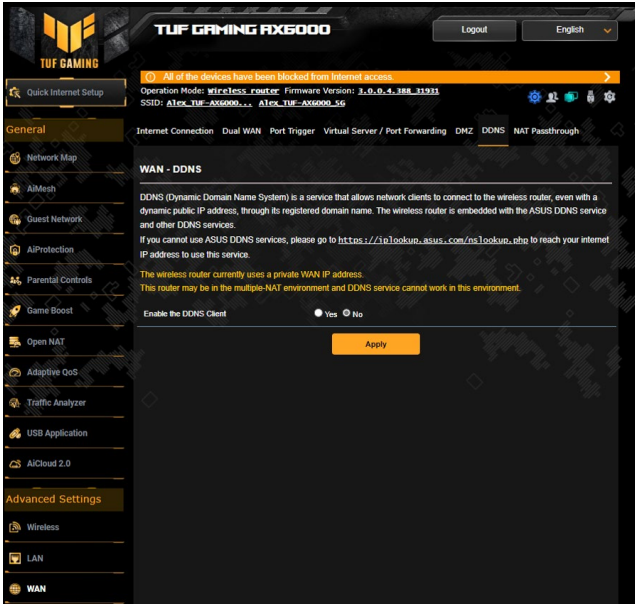 TUF GAMING
TUF GAMING AX6000
Logout
English
All of the devices have been blocked from Internet access.
Quick Internet Setup
Operation Mode: Wireless router Firmware Version: 3.0.0.4.388_31931
SSID: Alex_TUF-AX6000... Alex_TUF-AX6000_5G
General
Internet Connection Dual WAN Port Trigger Virtual Server / Port Forwarding DMZ DDNS NAT Passthrough
Network Map
AiMesh
Guest Network
AiProtection
Parental Controls
Game Boost
Open NAT
Adaptive QoS
Traffic Analyzer
USB Application
AiCloud 2.0
Advanced Settings
Wireless
LAN
WAN
WAN - DDNS
DDNS (Dynamic Domain Name System) is a service that allows network clients to connect to the wireless router, even with a
dynamic public IP address, through its registered domain name. The wireless router is embedded with the ASUS DDNS service
and other DDNS services.
If you cannot use ASUS DDNS services, please go to https://iplookup.asus.com/nslookup.php to reach your internet
IP address to use this service.
The wireless router currently uses a private WAN IP address.
This router may be in the multiple-NAT environment and DDNS service cannot work in this environment.
Enable the DDNS Client Yes No
Apply